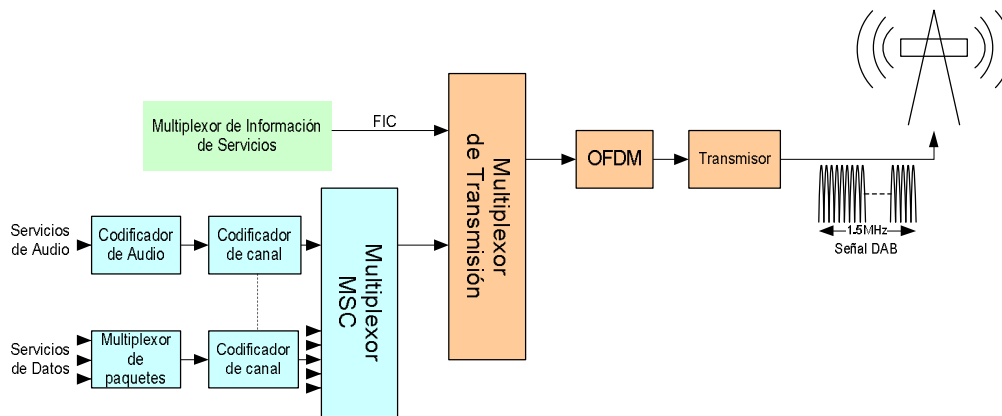 Multiplexor de Información
de Servicios
FIC
Multiplexor
de Transmisión
OFDM
Transmisor
1.5MHz
Señal DAB
Servicios
de Audio
Codificador
de Audio
Codificador
de canal
Multiplexor
MSC
Servicios
de Datos
Multiplexor
de
paquetes
Codificador
de canal